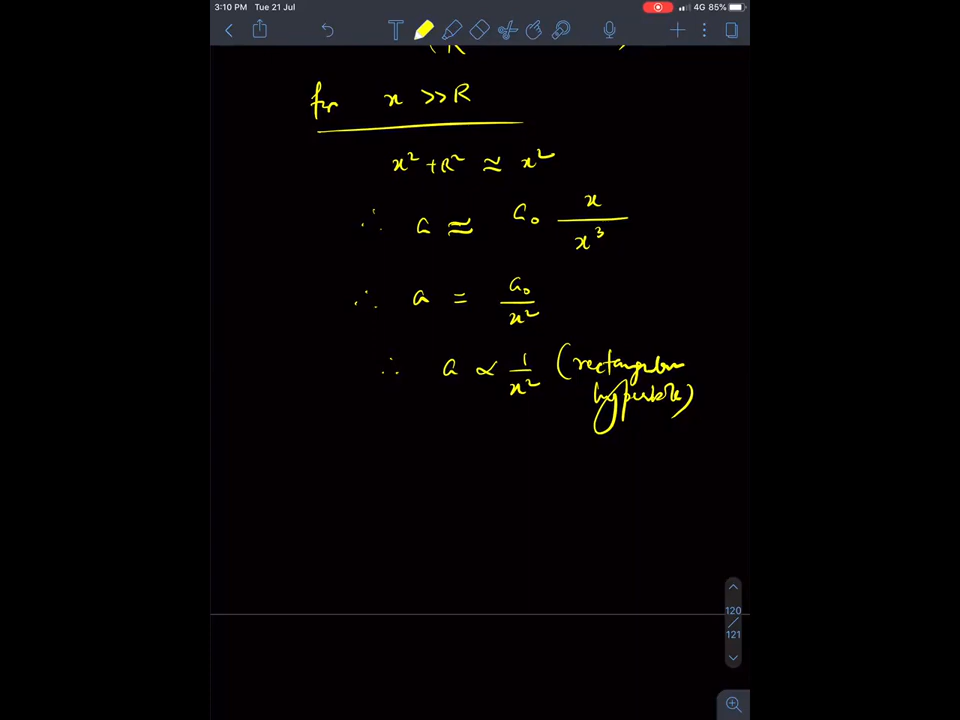 3:10 PM Tue 21 Jul 4G 85%
T
(R )
for x >> R
x² + R² ≈ x²
∴ a ≈ a₀ x / x³
∴ a = a₀ / x²
∴ a ∝ 1 / x² (rectangular
hyperbola)
120
/
121